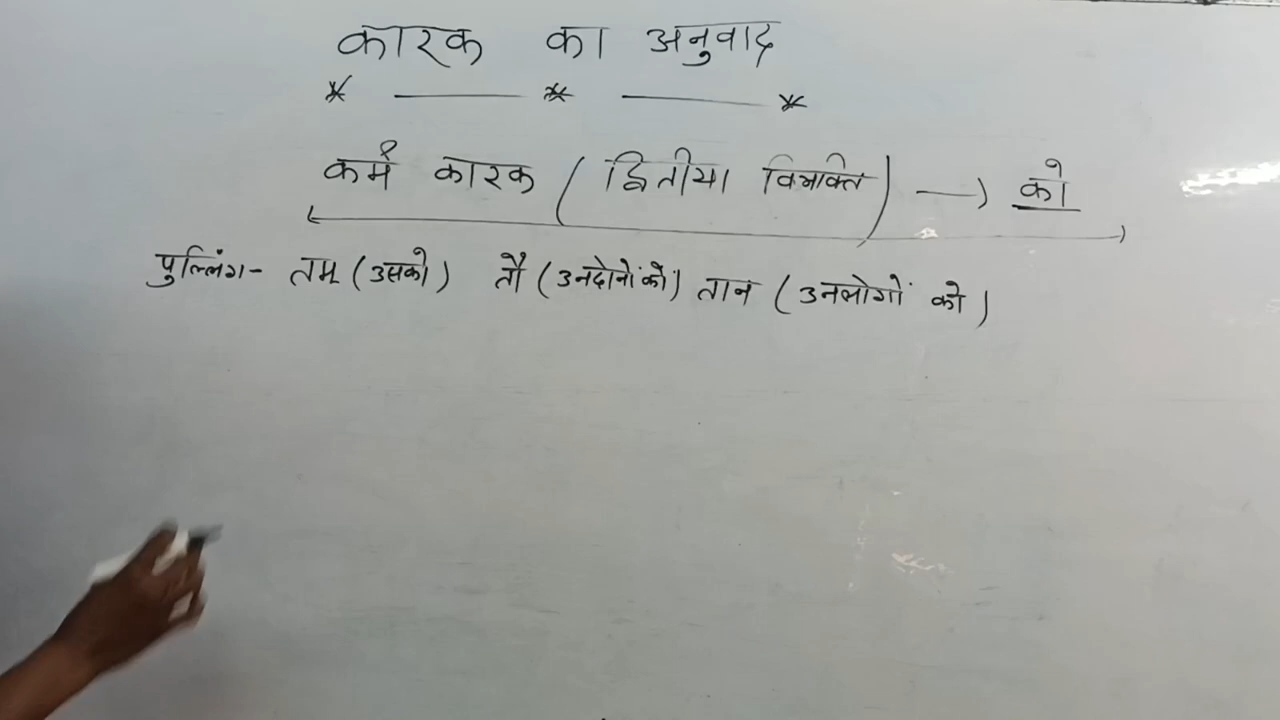 कारक का अनुवाद
* —— * —— *
कर्म कारक (द्वितीया विभक्ति) —→ को
पुल्लिंग- तम् (उसको) तौ (उनदोनों को) तान (उनलोगों को)